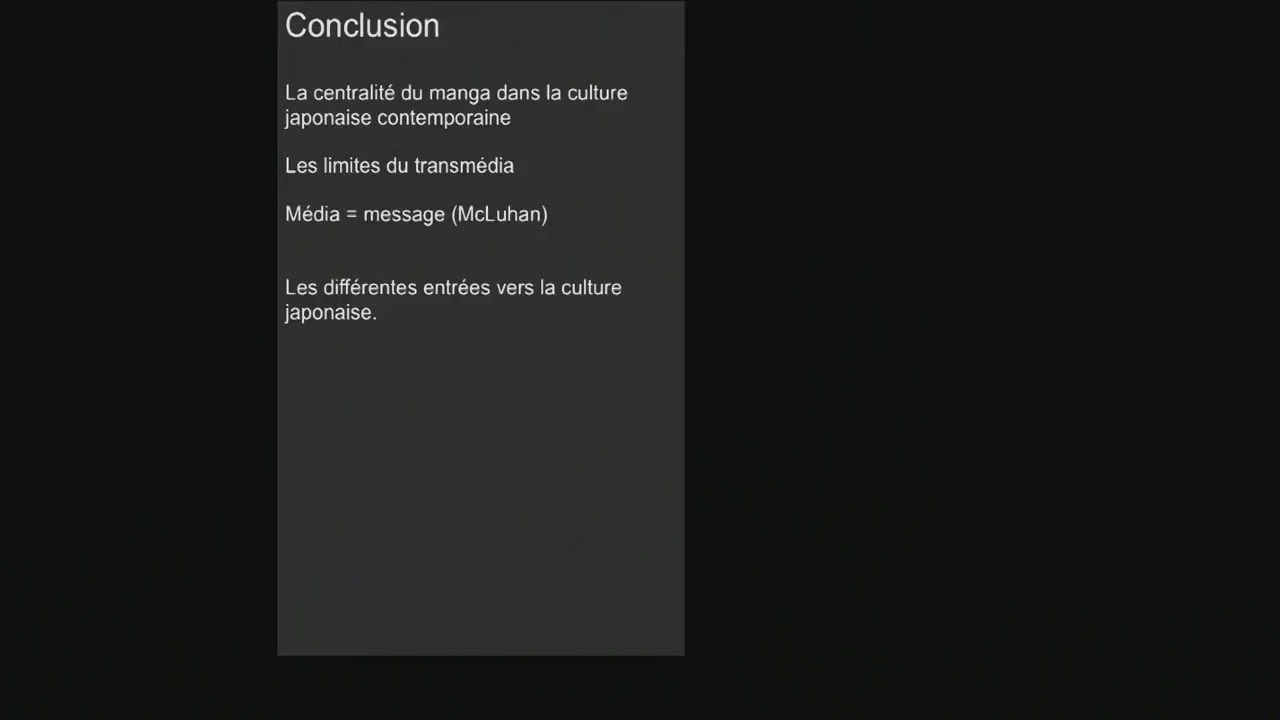 Conclusion
La centralité du manga dans la culture
japonaise contemporaine
Les limites du transmédia
Média = message (McLuhan)
Les différentes entrées vers la culture
japonaise.